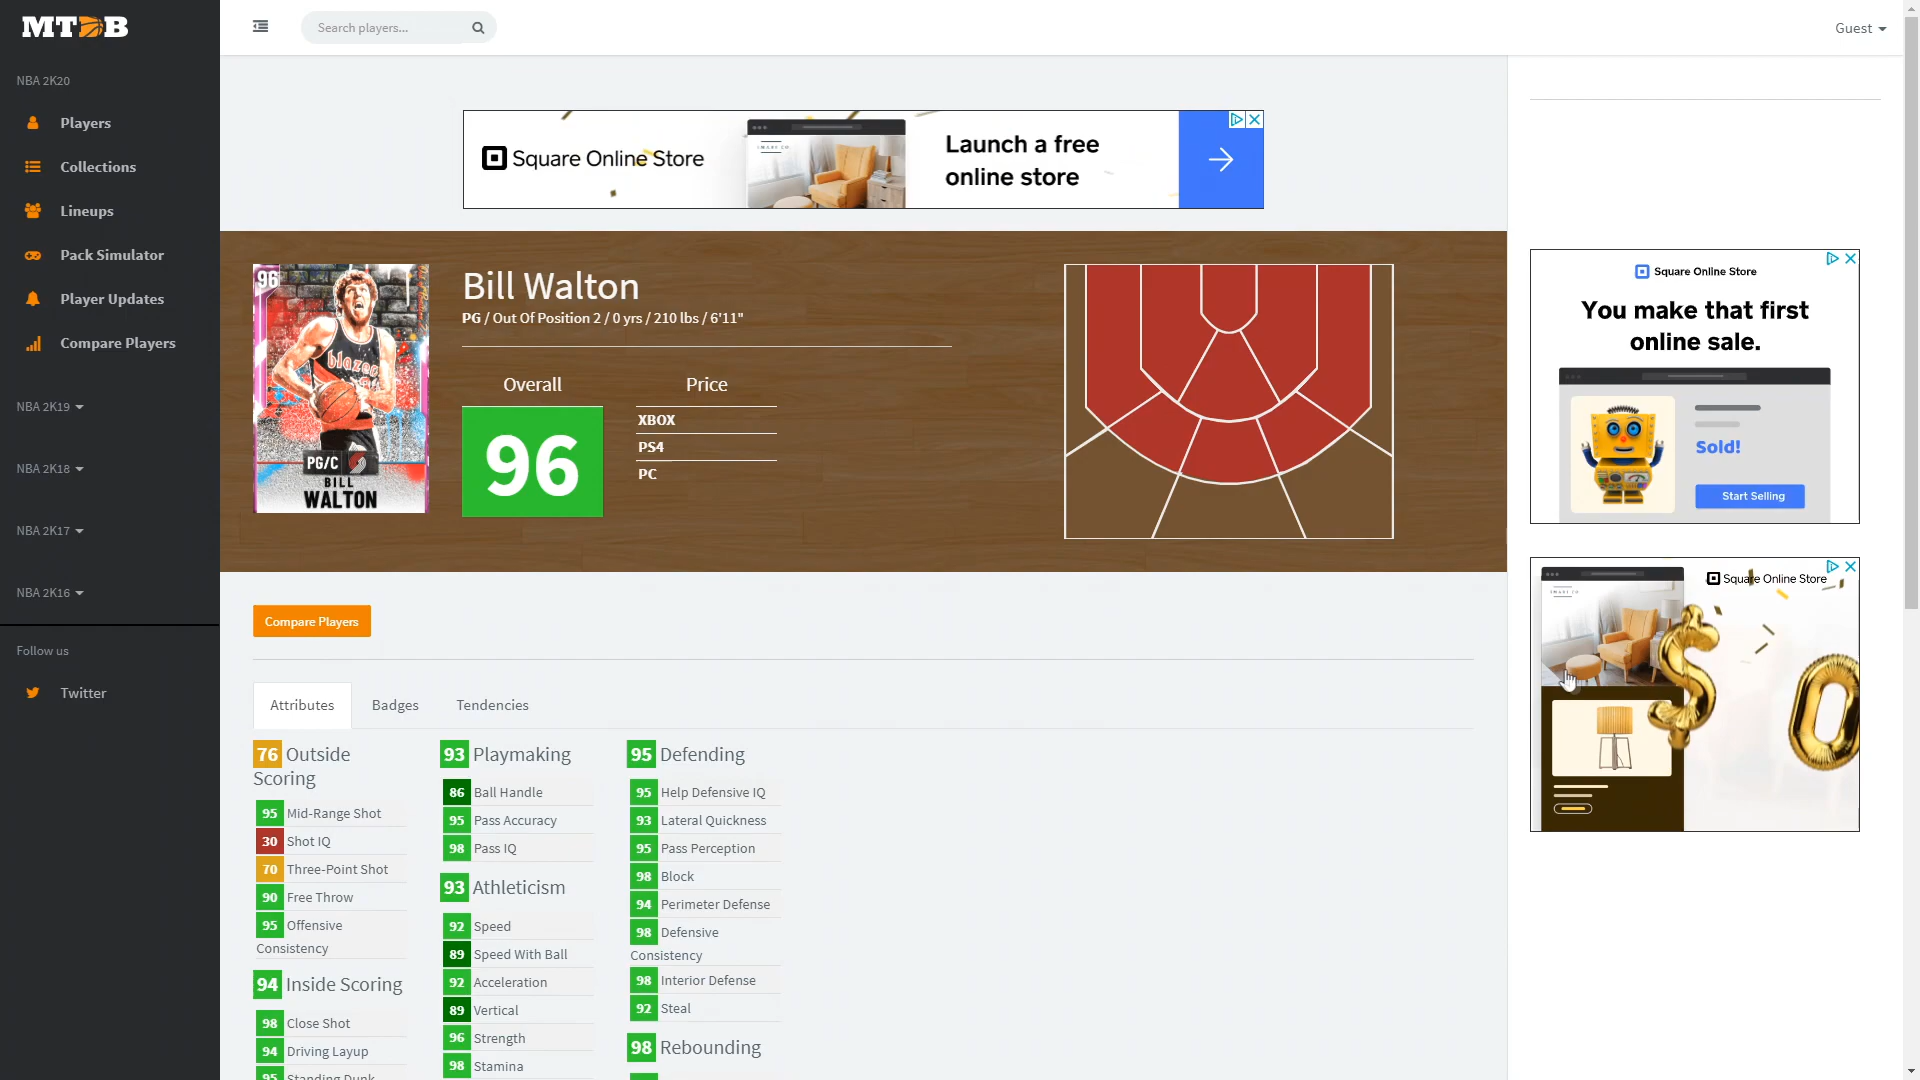 MTDB
Search players...
Guest
NBA 2K20
Players
Collections
Lineups
Pack Simulator
Player Updates
Compare Players
NBA 2K19
NBA 2K18
NBA 2K17
NBA 2K16
Follow us
Twitter
Square Online Store
Launch a free
online store
96
PG/C
BILL
WALTON
blazers
Bill Walton
PG / Out Of Position 2 / 0 yrs / 210 lbs / 6'11"
Overall
96
Price
XBOX
PS4
PC
Compare Players
Attributes
Badges
Tendencies
76 Outside
Scoring
95 Mid-Range Shot
30 Shot IQ
70 Three-Point Shot
90 Free Throw
95 Offensive
Consistency
94 Inside Scoring
98 Close Shot
94 Driving Layup
95 Standing Dunk
93 Playmaking
86 Ball Handle
95 Pass Accuracy
98 Pass IQ
93 Athleticism
92 Speed
89 Speed With Ball
92 Acceleration
89 Vertical
96 Strength
98 Stamina
95 Defending
95 Help Defensive IQ
93 Lateral Quickness
95 Pass Perception
98 Block
94 Perimeter Defense
98 Defensive
Consistency
98 Interior Defense
92 Steal
98 Rebounding
Square Online Store
You make that first
online sale.
Sold!
Start Selling
Square Online Store
$0